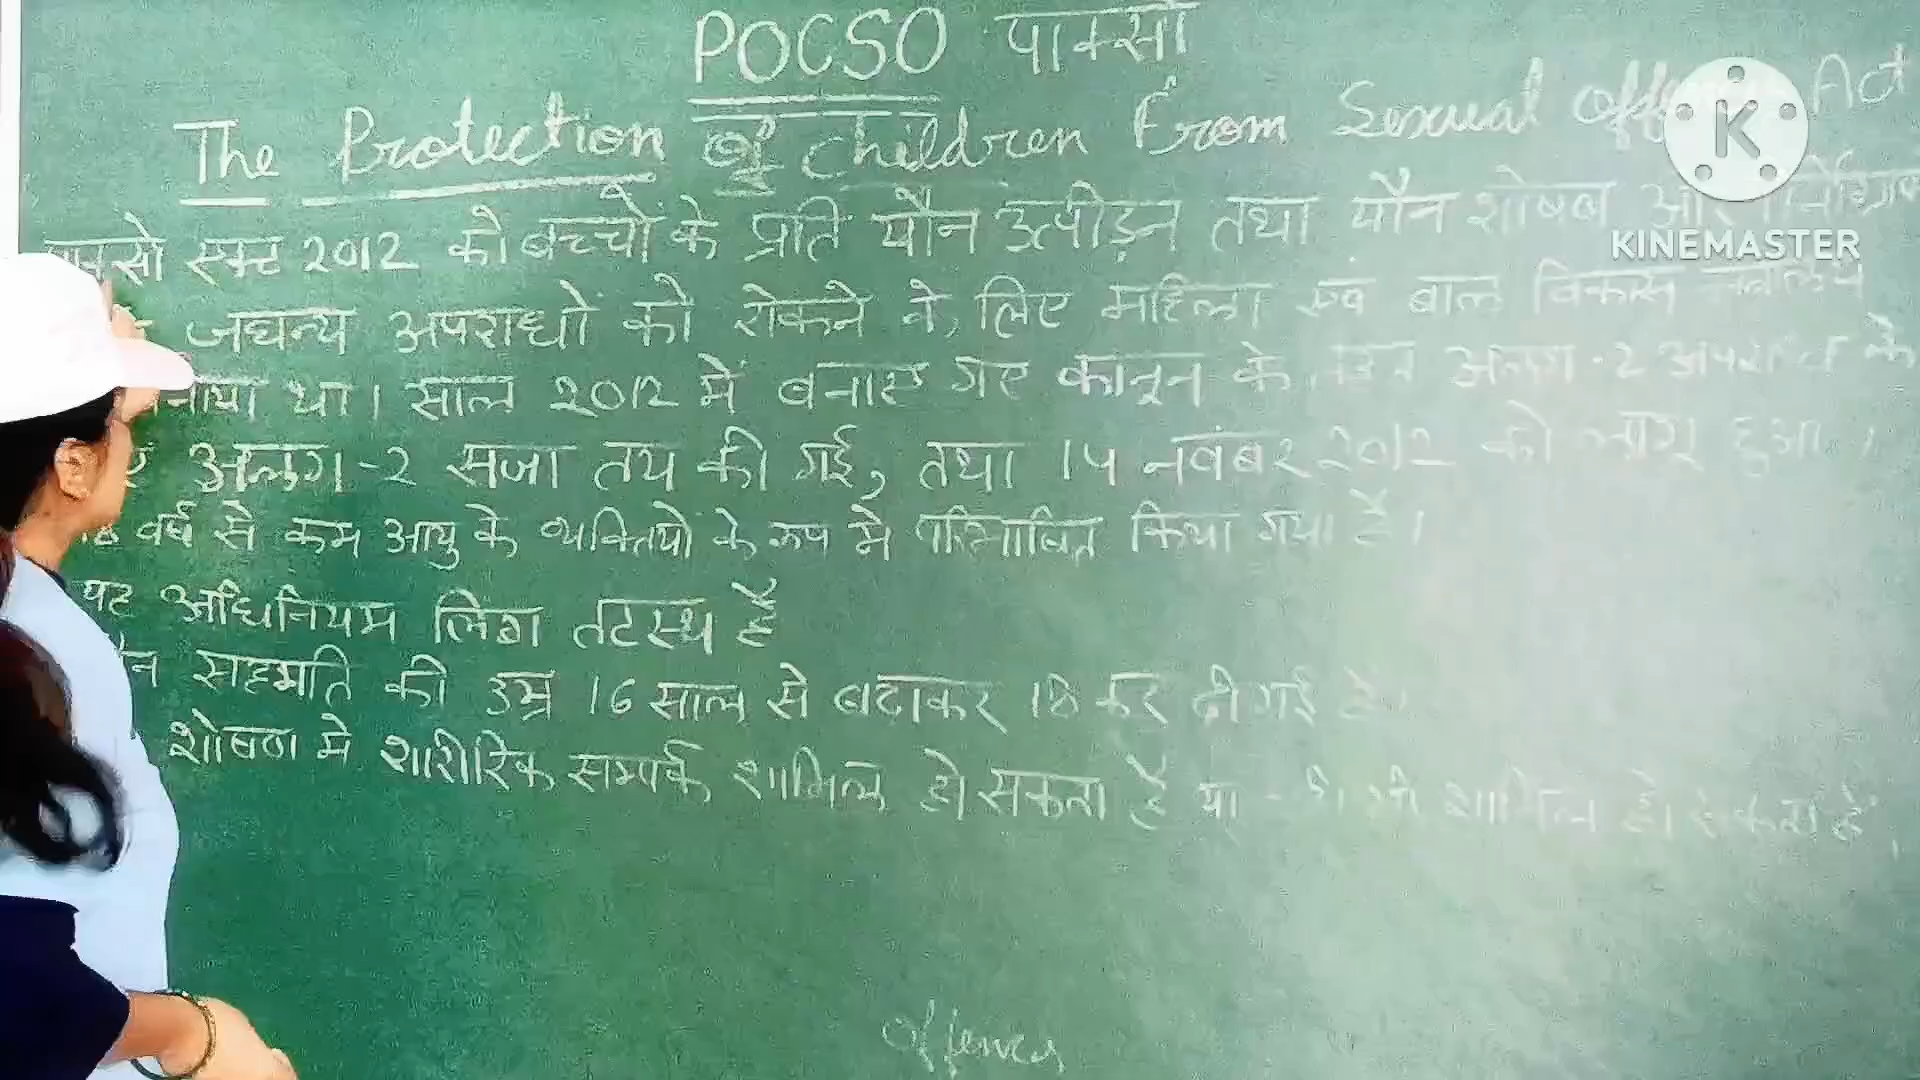 POCSO पाक्सो
The Protection of Children From Sexual Act
एक्ट 2012 को बच्चों के प्रति यौन उत्पीड़न तथा यौन शोषण और
जघन्य अपराधों को रोकने के लिए महिला एवं बाल विकास
था। साल 2012 में बनाए गए कानून के अलग-2 अपराध के
अलग-2 सजा तय की गई, तथा 14 नवंबर 2012 को लागू हुआ।
वर्ष से कम आयु के व्यक्तियों के रूप मे परिभाषित किया गया है।
अधिनियम लिंग तटस्थ है
सहमति की उम्र 16 साल से बढाकर 18 कर दी गई है।
शोषण मे शारीरिक सम्पर्क शामिल हो सकता है या शामिल हो सकता है
KINEMASTER
K